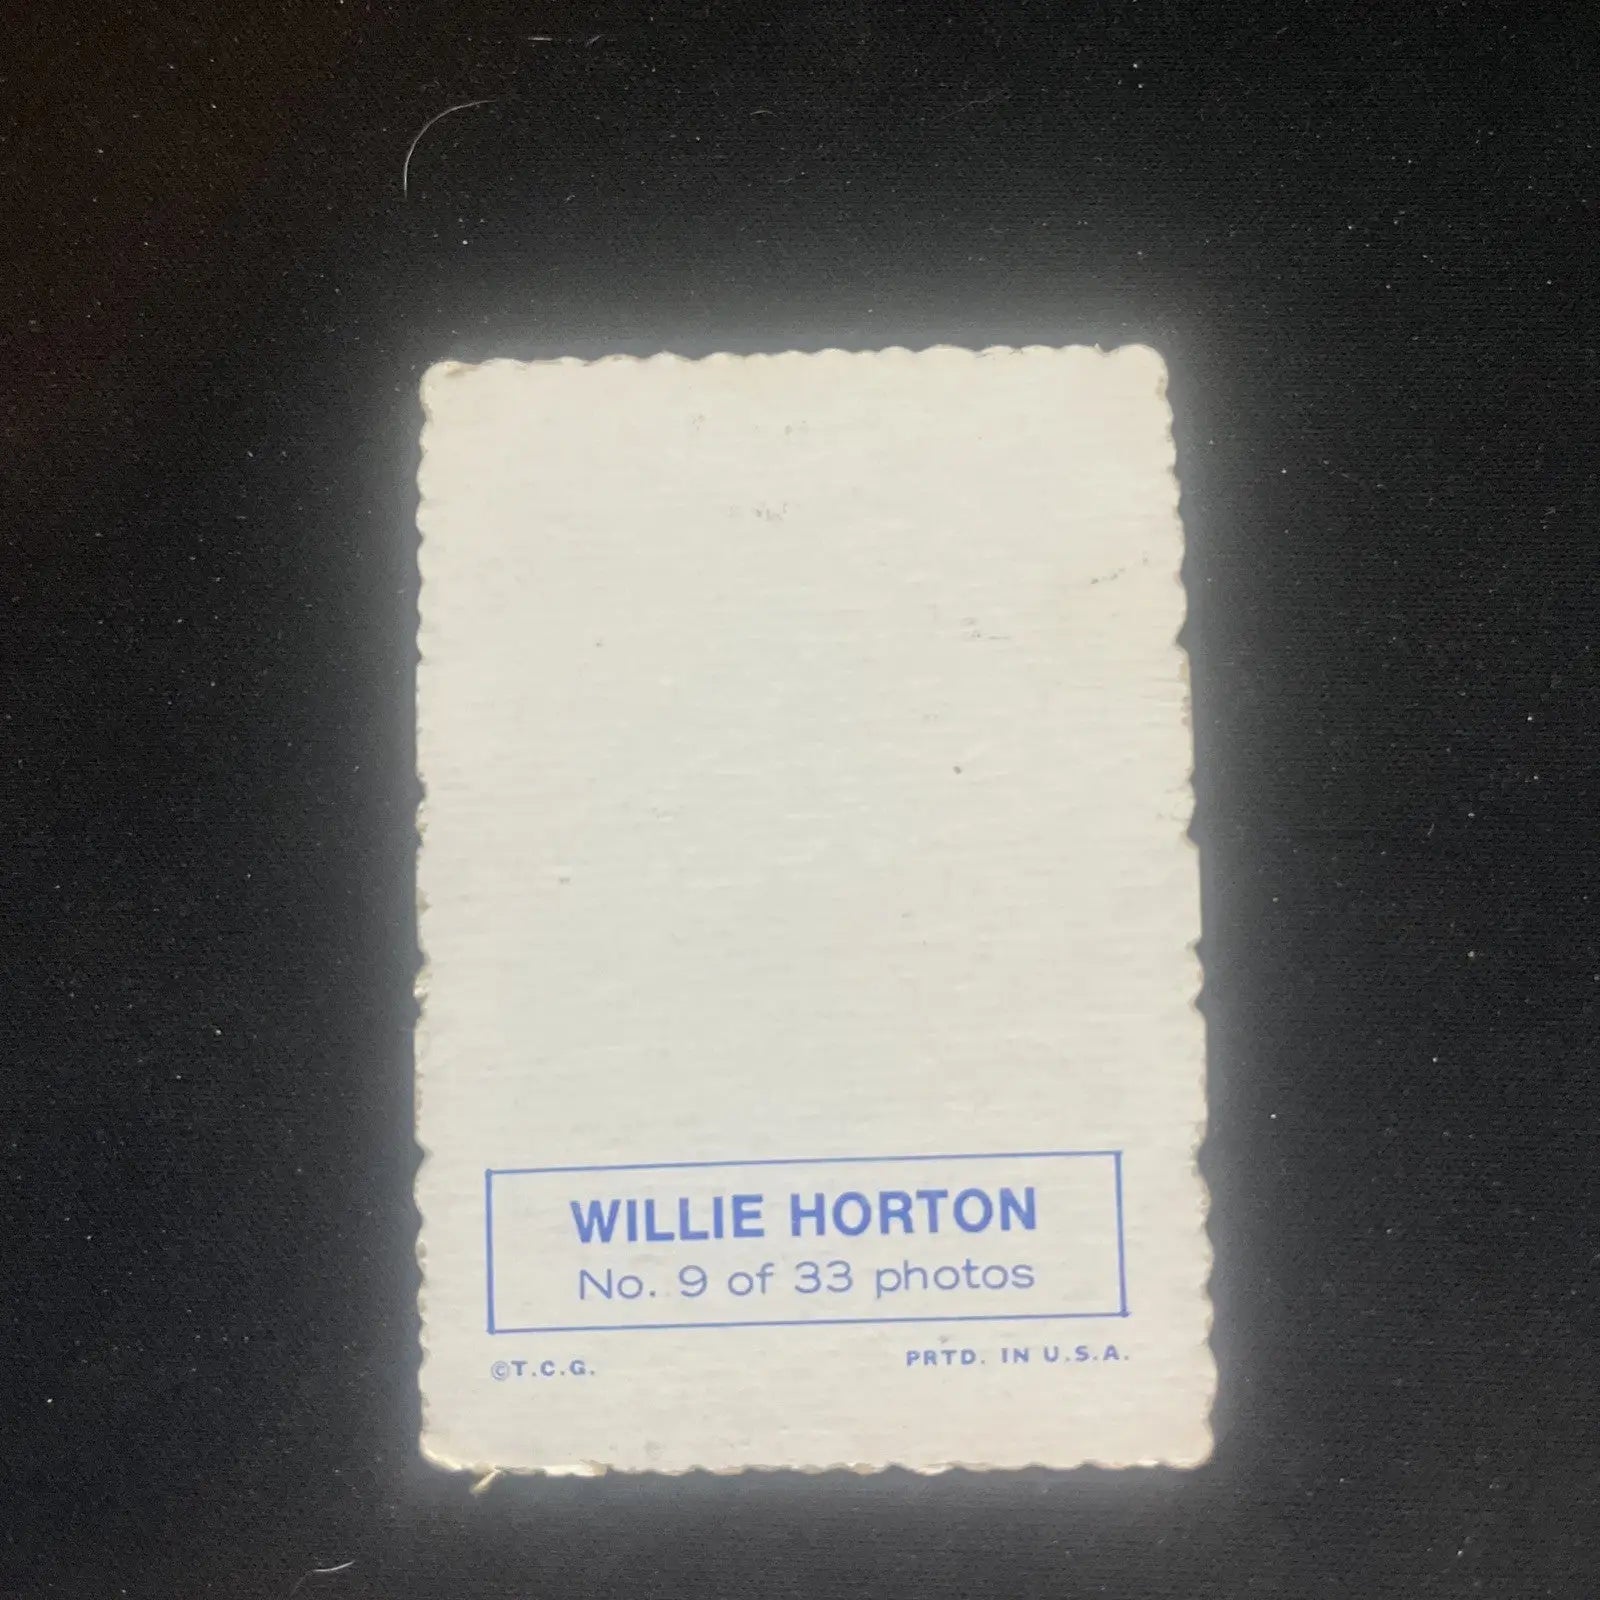 WILLIE HORTON
No. 9 of 33 photos
©T.C.G. PRTD. IN U.S.A.